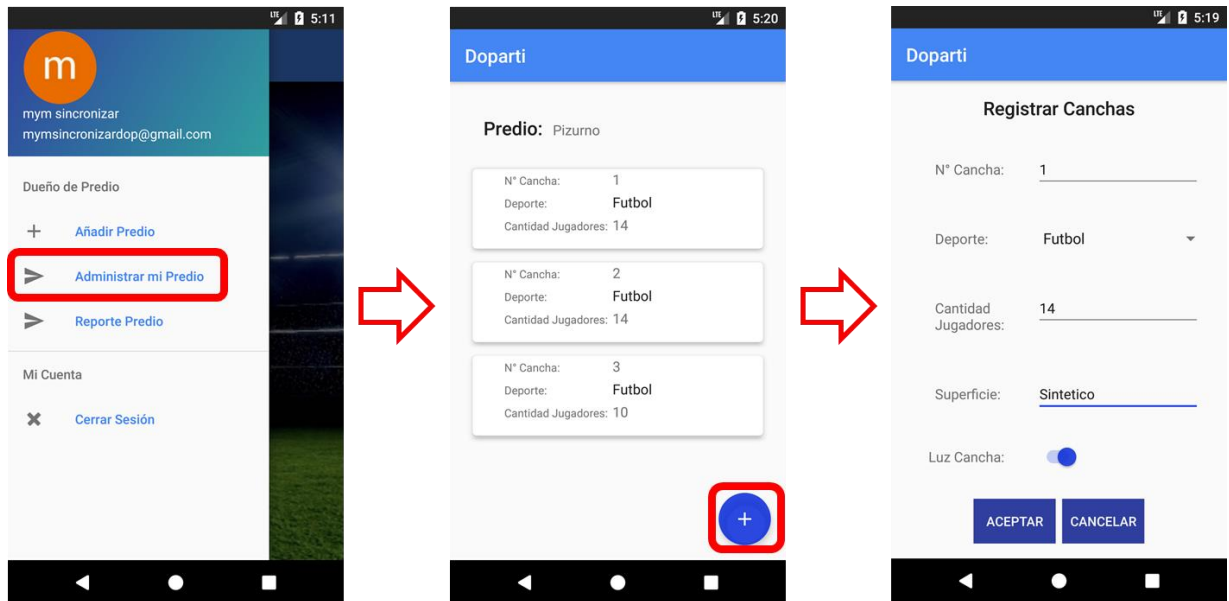 LTE 5:11
m
mym sincronizar
mymsincronizardop@gmail.com
Dueño de Predio
Añadir Predio
Administrar mi Predio
Reporte Predio
Mi Cuenta
Cerrar Sesión
LTE 5:20
Doparti
Predio: Pizurno
N° Cancha: 1
Deporte: Futbol
Cantidad Jugadores: 14
N° Cancha: 2
Deporte: Futbol
Cantidad Jugadores: 14
N° Cancha: 3
Deporte: Futbol
Cantidad Jugadores: 10
+
LTE 5:19
Doparti
Registrar Canchas
N° Cancha: 1
Deporte: Futbol
Cantidad 14
Jugadores:
Superficie: Sintetico
Luz Cancha:
ACEPTAR CANCELAR